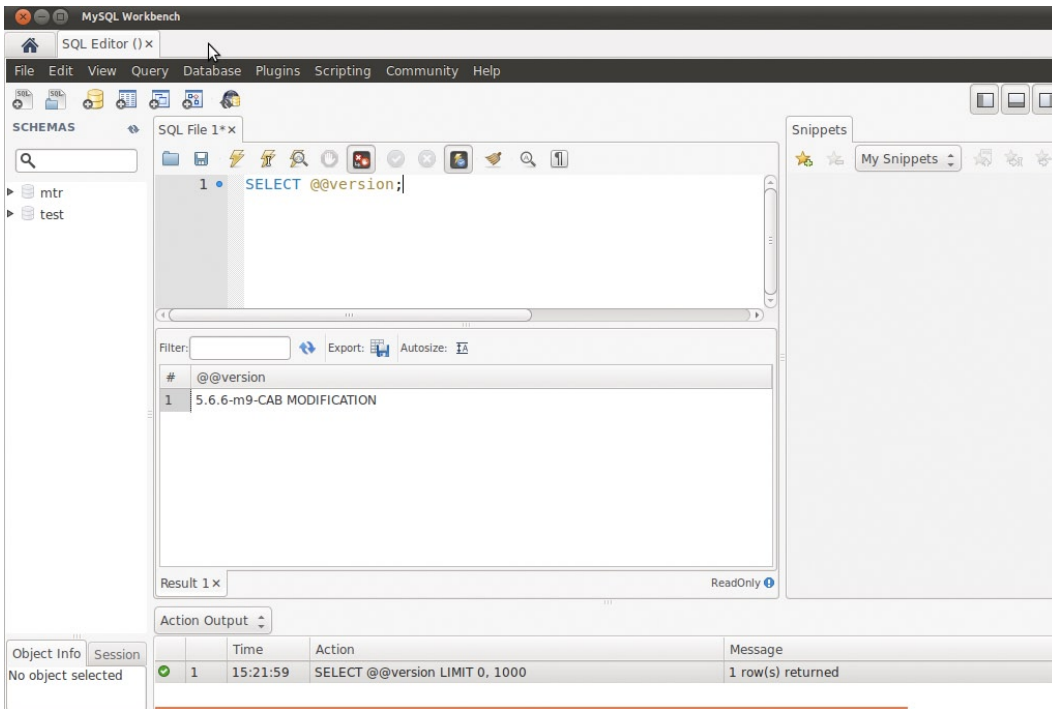 MySQL Workbench
SQL Editor () ×
File Edit View Query Database Plugins Scripting Community Help
SQL SQL
SCHEMAS
SQL File 1* ×
Snippets
My Snippets
mtr
test
1 SELECT @@version;
Filter: Export: Autosize:
# @@version
1 5.6.6-m9-CAB MODIFICATION
Result 1 ×
ReadOnly
Action Output
Object Info Session
No object selected
Time Action Message
1 15:21:59 SELECT @@version LIMIT 0, 1000 1 row(s) returned